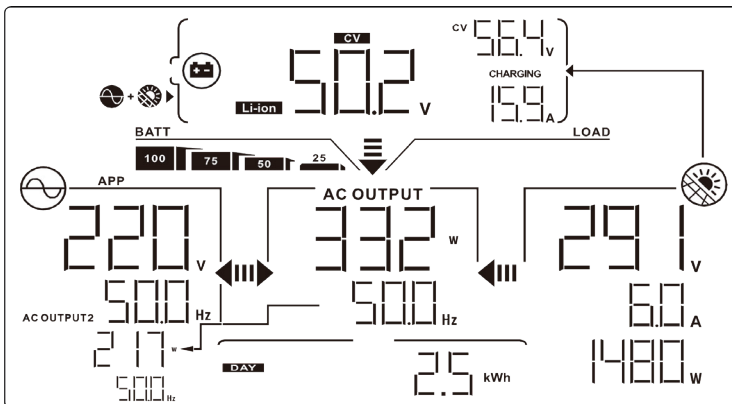 CV
CV 56.4 V
50.2 V
CHARGING
Li-ion
15.9 A
+
BATT LOAD
100 75 50 25
APP
AC OUTPUT
220 V
332 W
291 V
50.0 Hz
50.0 Hz
6.0 A
AC OUTPUT2
217 w
1480 W
DAY
2.5 kWh
50.0 Hz